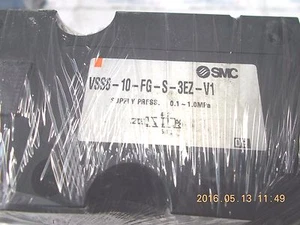 SMC
VSS8-10-FG-S-3EZ-V1
SUPPLY PRESS. 0.1~1.0MPa
2016.05.13 11:49